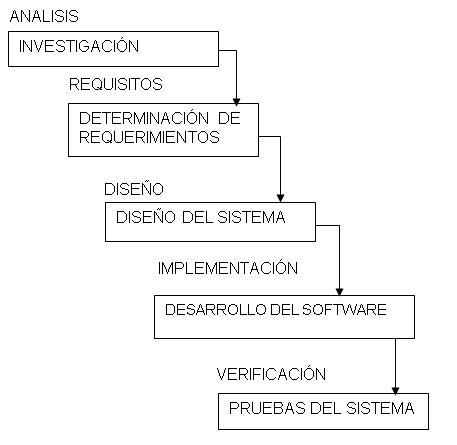 ANALISIS
INVESTIGACIÓN
REQUISITOS
DETERMINACIÓN DE
REQUERIMIENTOS
DISEÑO
DISEÑO DEL SISTEMA
IMPLEMENTACIÓN
DESARROLLO DEL SOFTWARE
VERIFICACIÓN
PRUEBAS DEL SISTEMA